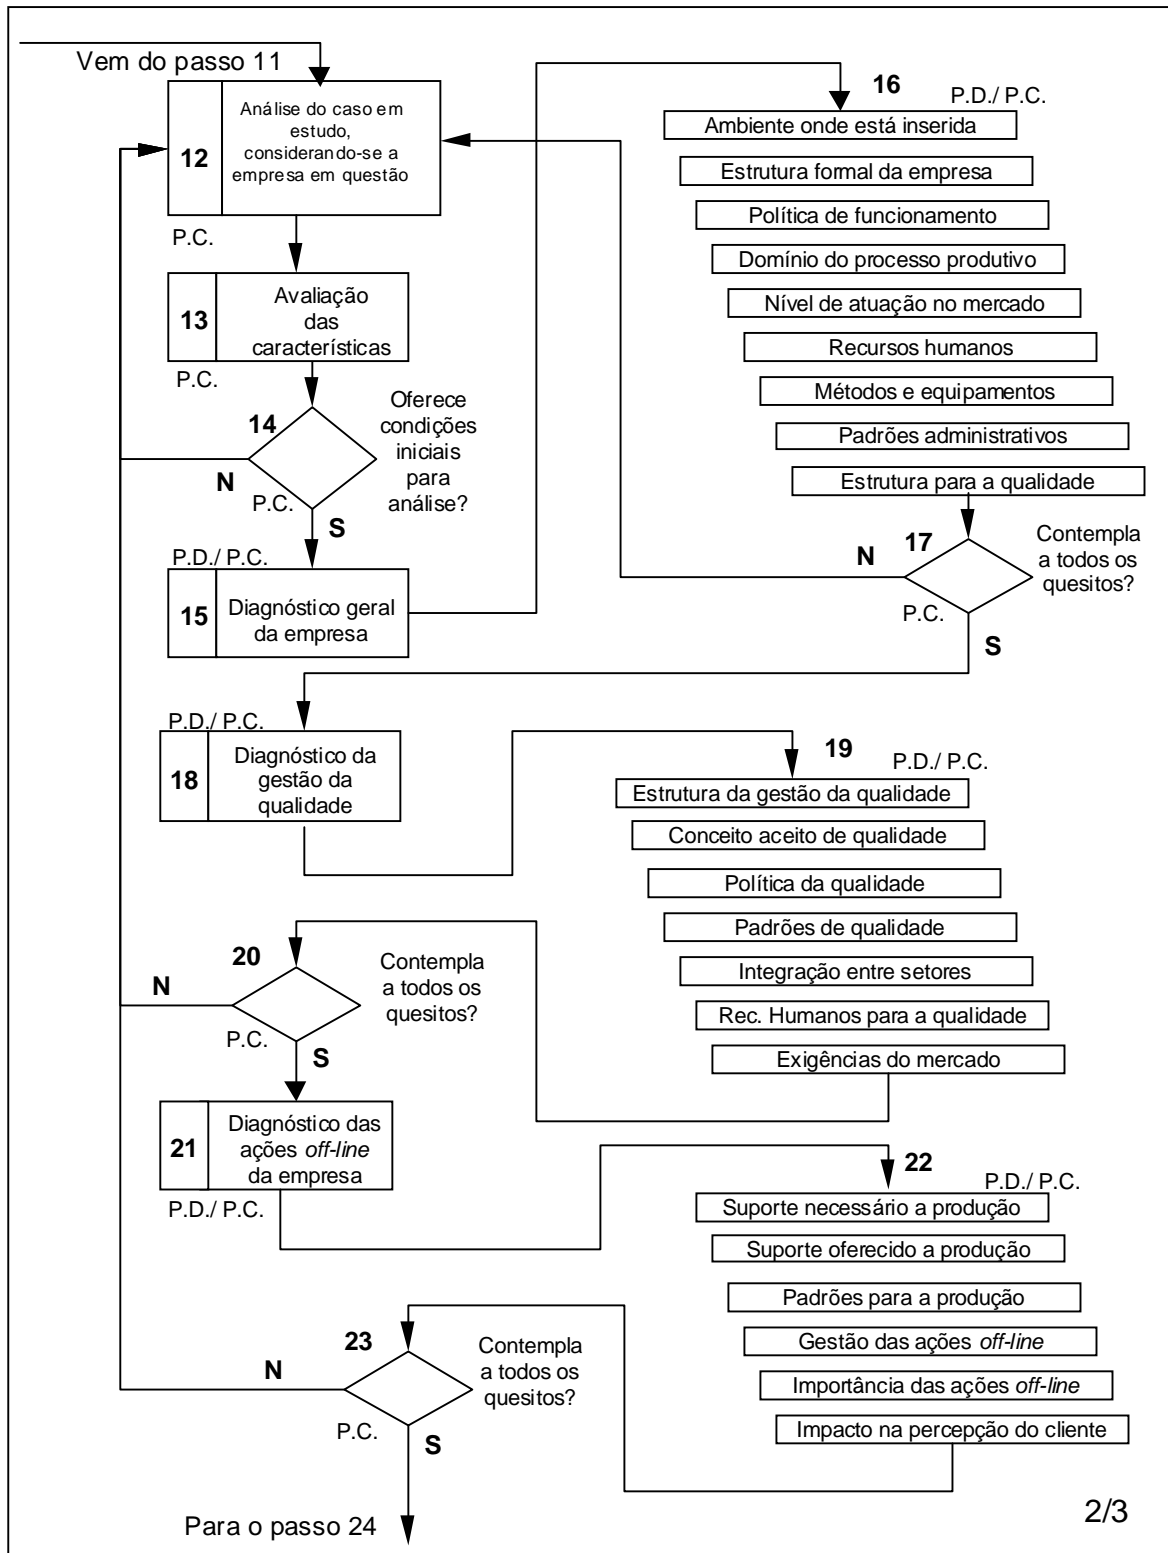 Vem do passo 11
12
Análise do caso em
estudo,
considerando-se a
empresa em questão
P.C.
13
Avaliação
das
características
P.C.
14
Oferece
condições
iniciais
para
análise?
N
P.C.
S
P.D./ P.C.
15
Diagnóstico geral
da empresa
16
P.D./ P.C.
Ambiente onde está inserida
Estrutura formal da empresa
Política de funcionamento
Domínio do processo produtivo
Nível de atuação no mercado
Recursos humanos
Métodos e equipamentos
Padrões administrativos
Estrutura para a qualidade
17
Contempla
a todos os
quesitos?
N
P.C.
S
P.D./ P.C.
18
Diagnóstico da
gestão da
qualidade
19
P.D./ P.C.
Estrutura da gestão da qualidade
Conceito aceito de qualidade
Política da qualidade
Padrões de qualidade
Integração entre setores
Rec. Humanos para a qualidade
Exigências do mercado
20
Contempla
a todos os
quesitos?
N
P.C.
S
21
Diagnóstico das
ações off-line
da empresa
P.D./ P.C.
22
P.D./ P.C.
Suporte necessário a produção
Suporte oferecido a produção
Padrões para a produção
Gestão das ações off-line
Importância das ações off-line
Impacto na percepção do cliente
23
Contempla
a todos os
quesitos?
N
P.C.
S
Para o passo 24
2/3